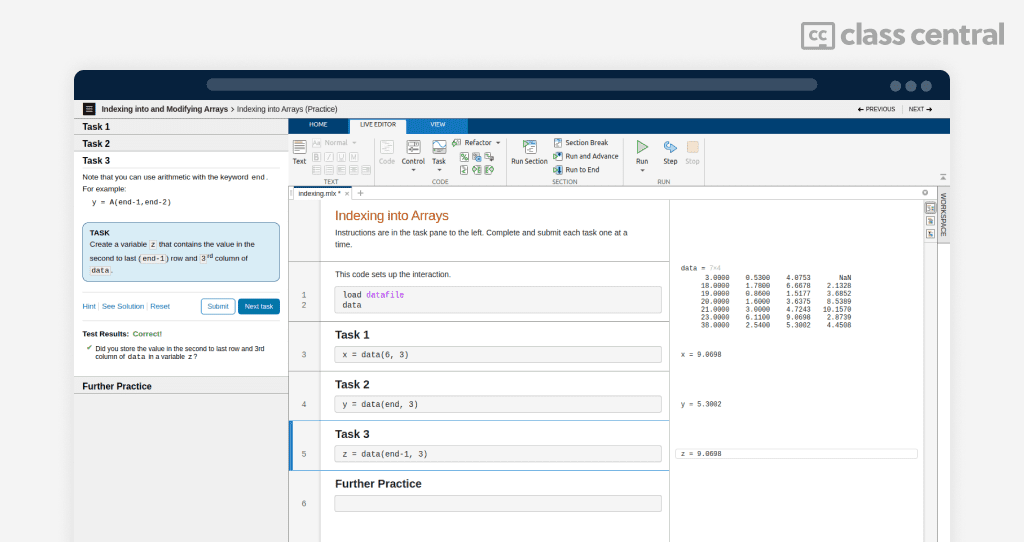 cc class central
Indexing into and Modifying Arrays > Indexing into Arrays (Practice)
PREVIOUS
NEXT
Task 1
Task 2
Task 3
Note that you can use arithmetic with the keyword end.
For example:
y = A(end-1,end-2)
TASK
Create a variable z that contains the value in the
second to last (end-1) row and 3rd column of
data.
Hint See Solution Reset
Submit
Next task
Test Results: Correct!
Did you store the value in the second to last row and 3rd
column of data in a variable z?
Further Practice
HOME
LIVE EDITOR
VIEW
Text
Aa Normal
B I U M
TEXT
Code
Control
Task
Refactor
CODE
Run Section
Section Break
Run and Advance
Run to End
SECTION
Run
Step
Stop
RUN
indexing.mlx *
WORKSPACE
Indexing into Arrays
Instructions are in the task pane to the left. Complete and submit each task one at a
time.
This code sets up the interaction.
1 load datafile
2 data
Task 1
3 x = data(6, 3)
Task 2
4 y = data(end, 3)
Task 3
5 z = data(end-1, 3)
Further Practice
6
data = 7×4
3.0000 0.5300 4.0753 NaN
18.0000 1.7800 6.6678 2.1328
19.0000 0.8600 1.5177 3.6852
20.0000 1.6000 3.6375 8.5389
21.0000 3.0000 4.7243 10.1570
23.0000 6.1100 9.0698 2.8739
38.0000 2.5400 5.3002 4.4508
x = 9.0698
y = 5.3002
z = 9.0698